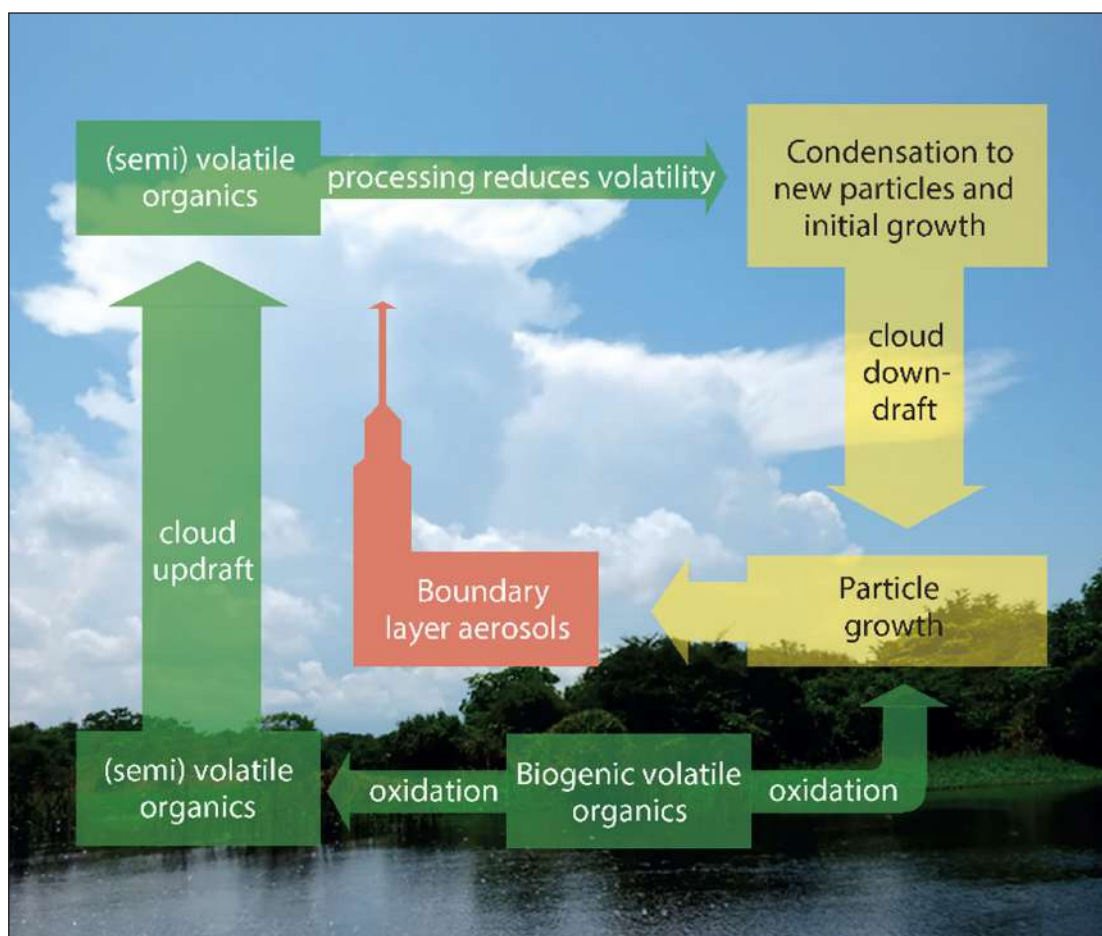 (semi) volatile
organics
processing reduces volatility
Condensation to
new particles and
initial growth
cloud
down-
draft
cloud
updraft
Boundary
layer aerosols
Particle
growth
(semi) volatile
organics
oxidation
Biogenic volatile
organics
oxidation